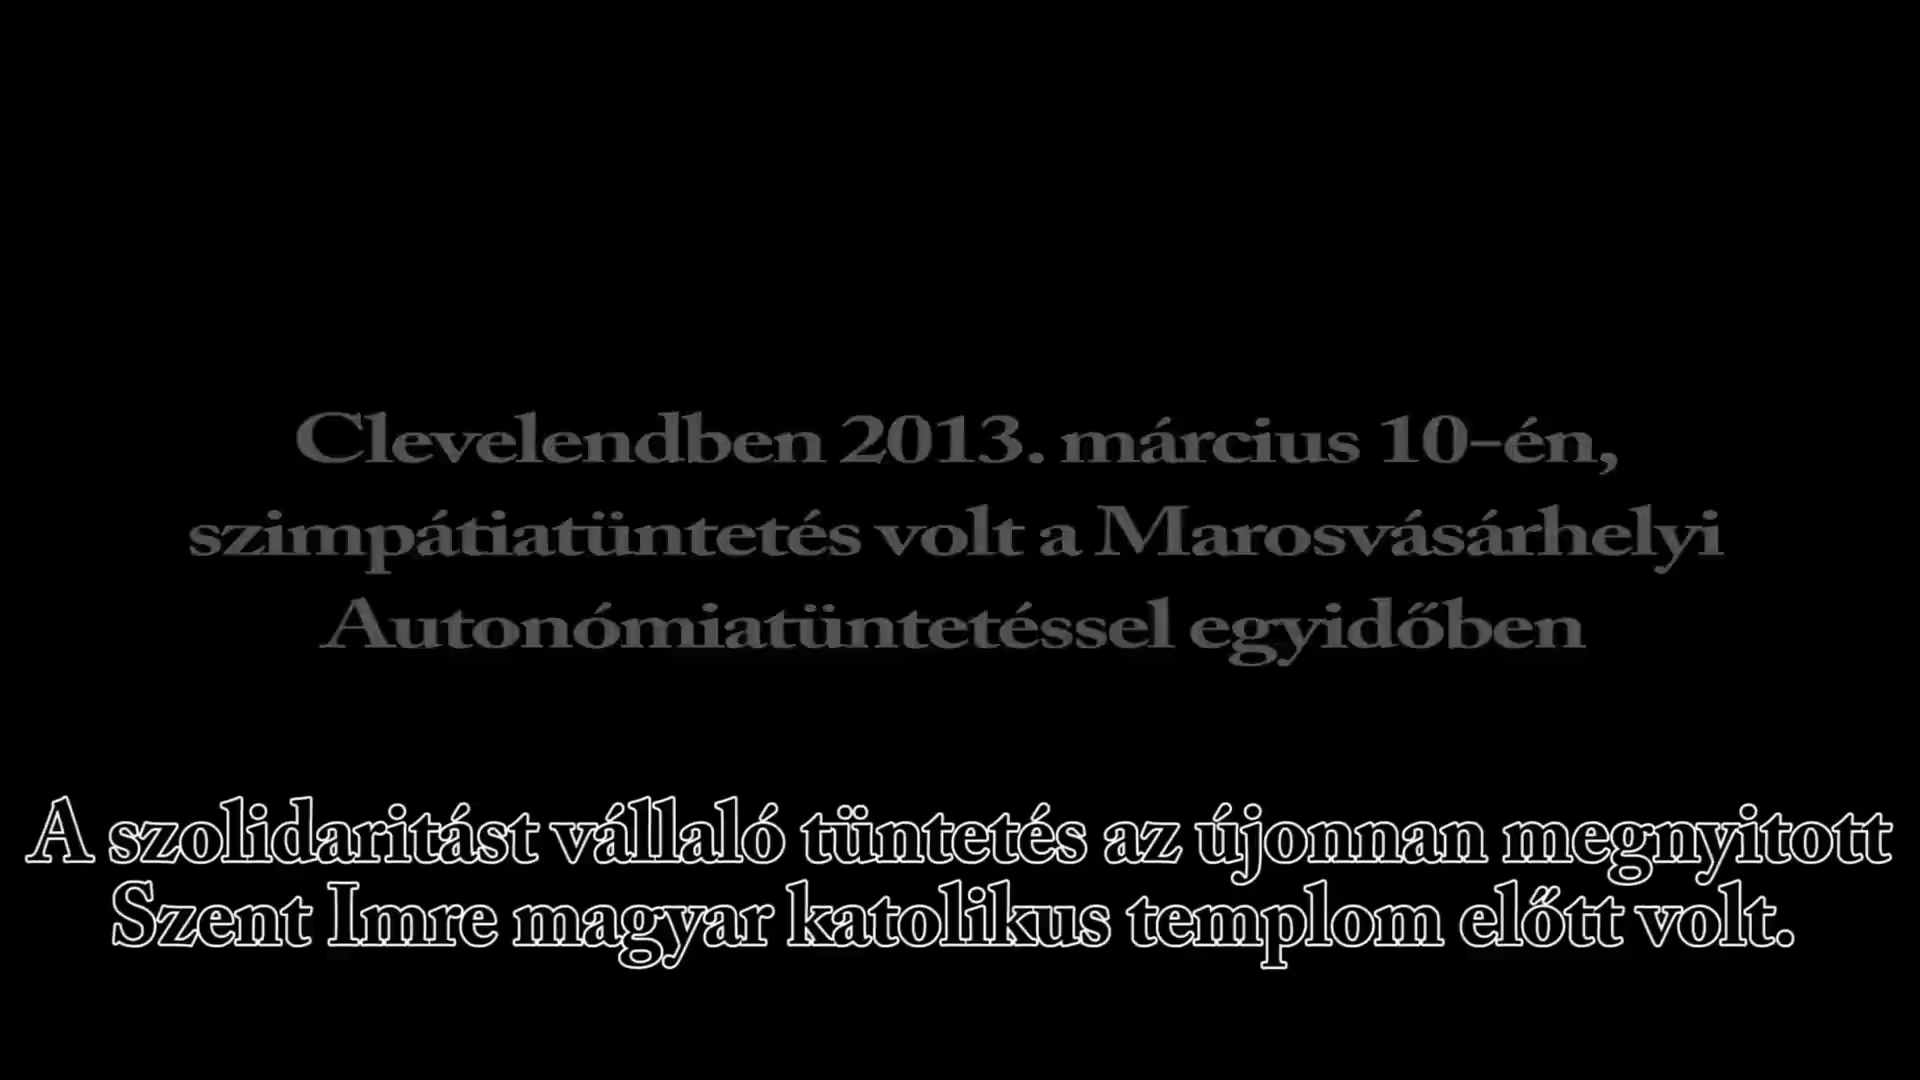 Clevelendben 2013. március 10-én,
szimpátiatüntetés volt a Marosvásárhelyi
Autonómiatüntetéssel egyidőben
A szolidaritást vállaló tüntetés az újonnan megnyitott
Szent Imre magyar katolikus templom előtt volt.